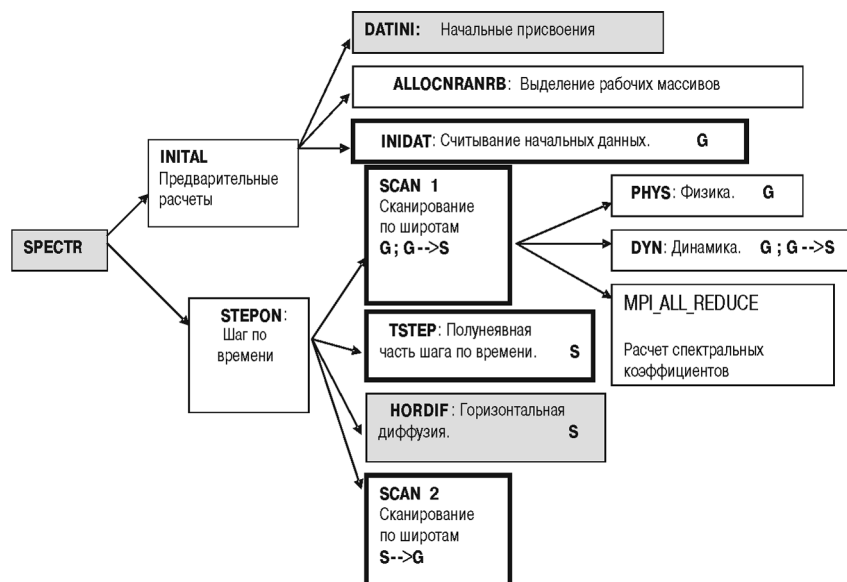 DATINI: Начальные присвоения
ALLOCNRANRB: Выделение рабочих массивов
INIDAT: Считывание начальных данных. G
INITAL
Предварительные
расчеты
SCAN 1
Сканирование
по широтам
G ; G-->S
PHYS: Физика. G
SPECTR
DYN: Динамика. G ; G-->S
STEPON:
Шаг по
времени
MPI_ALL_REDUCE
Расчет спектральных
коэффициентов
TSTEP: Полунеявная
часть шага по времени. S
HORDIF: Горизонтальная
диффузия. S
SCAN 2
Сканирование
по широтам
S-->G